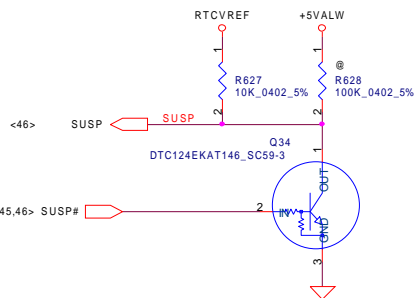 RTCVREF
+5VALW
1
1
@
R627
10K_0402_5%
R628
100K_0402_5%
2
2
<46>
SUSP
SUSP
Q34
DTC124EKAT146_SC59-3
1
OUT
45,46>
SUSP#
2
IN
GND
3